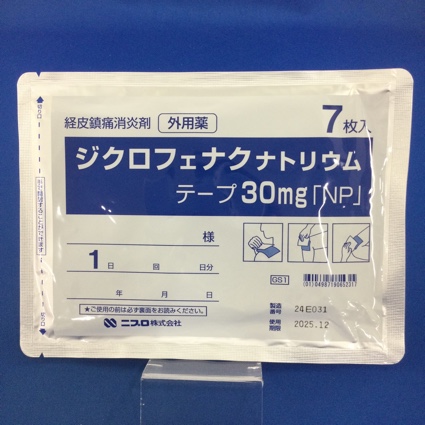 経皮鎮痛消炎剤 外用薬 7枚入
ジクロフェナクナトリウム
テープ30mg「NP」
様
1日 回 日分
年 月 日
GS1
(01)04987190652217
★ご使用の前は必ず裏面をお読みください。
ニプロ株式会社
製造番号 24E031
使用期限 2025.12